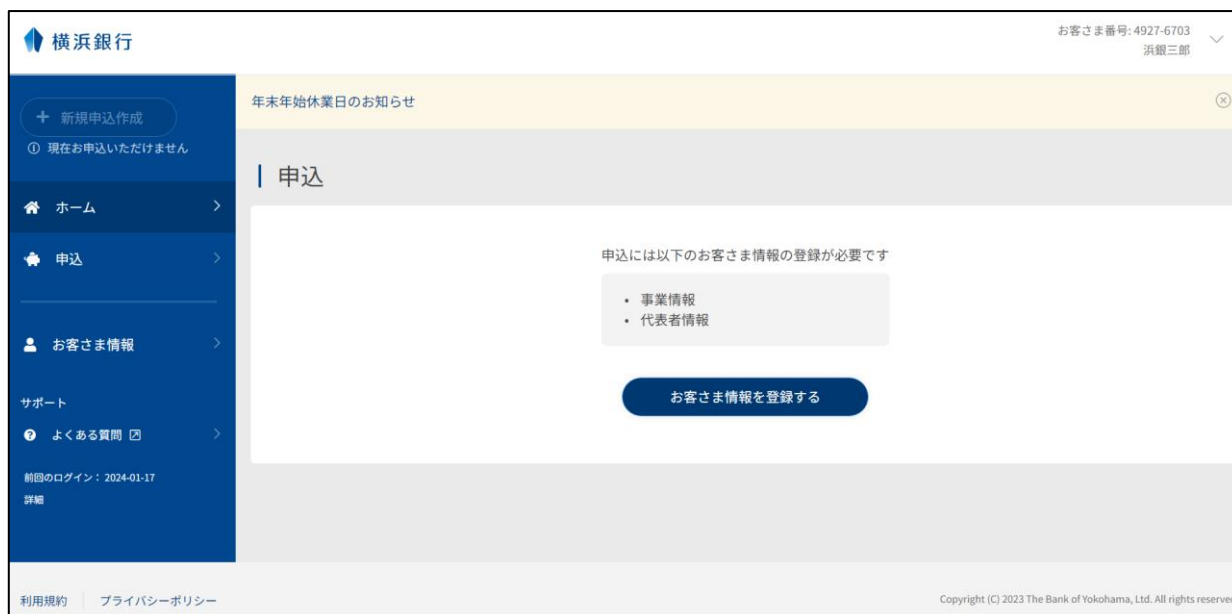 横浜銀行
お客さま番号: 4927-6703
浜銀三郎
新規申込作成
現在お申込いただけません
ホーム
申込
お客さま情報
サポート
よくある質問
前回のログイン： 2024-01-17
詳細
年末年始休業日のお知らせ
申込
申込には以下のお客さま情報の登録が必要です
• 事業情報
• 代表者情報
お客さま情報を登録する
利用規約
プライバシーポリシー
Copyright (C) 2023 The Bank of Yokohama, Ltd. All rights reserve